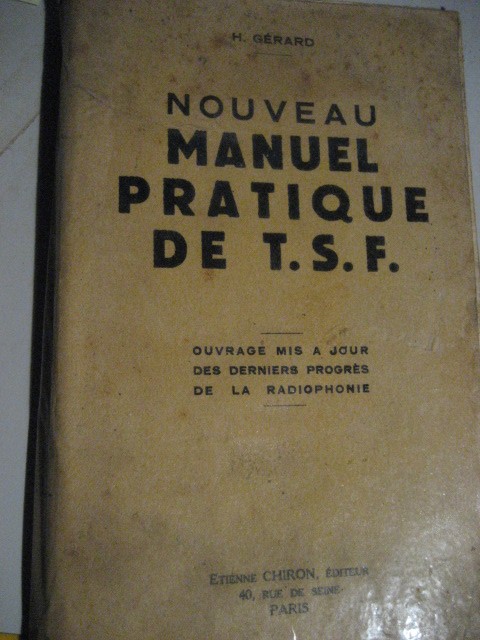 H. GÉRARD
NOUVEAU
MANUEL
PRATIQUE
DE T.S.F.
OUVRAGE MIS A JOUR
DES DERNIERS PROGRÈS
DE LA RADIOPHONIE
ETIENNE CHIRON, ÉDITEUR
40, RUE DE SEINE
PARIS